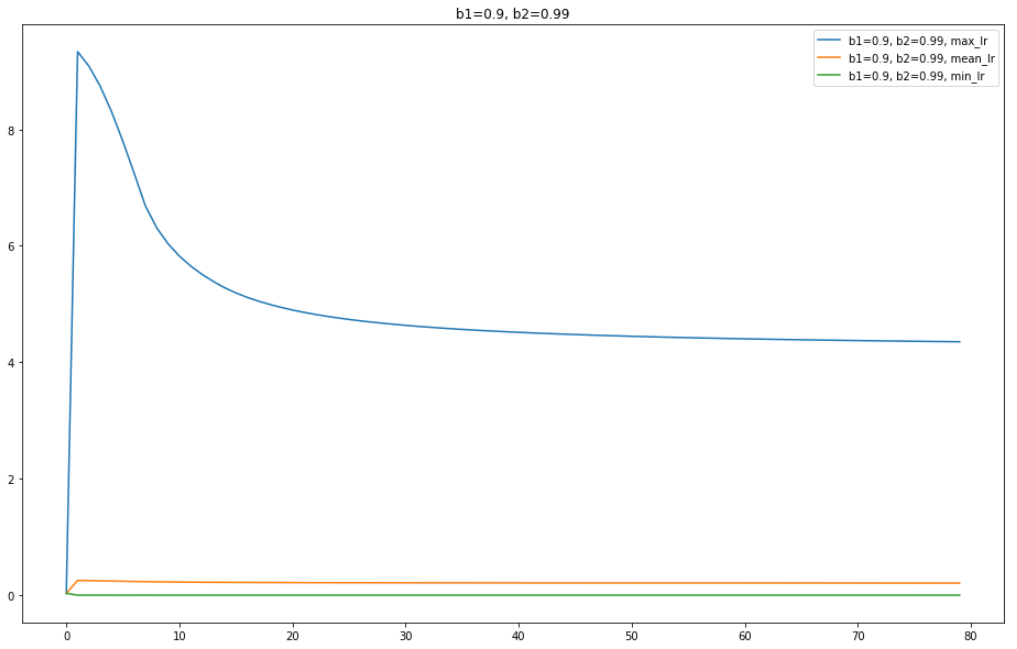 b1=0.9, b2=0.99
b1=0.9, b2=0.99, max_lr
b1=0.9, b2=0.99, mean_lr
b1=0.9, b2=0.99, min_lr
8
6
4
2
0
0 10 20 30 40 50 60 70 80